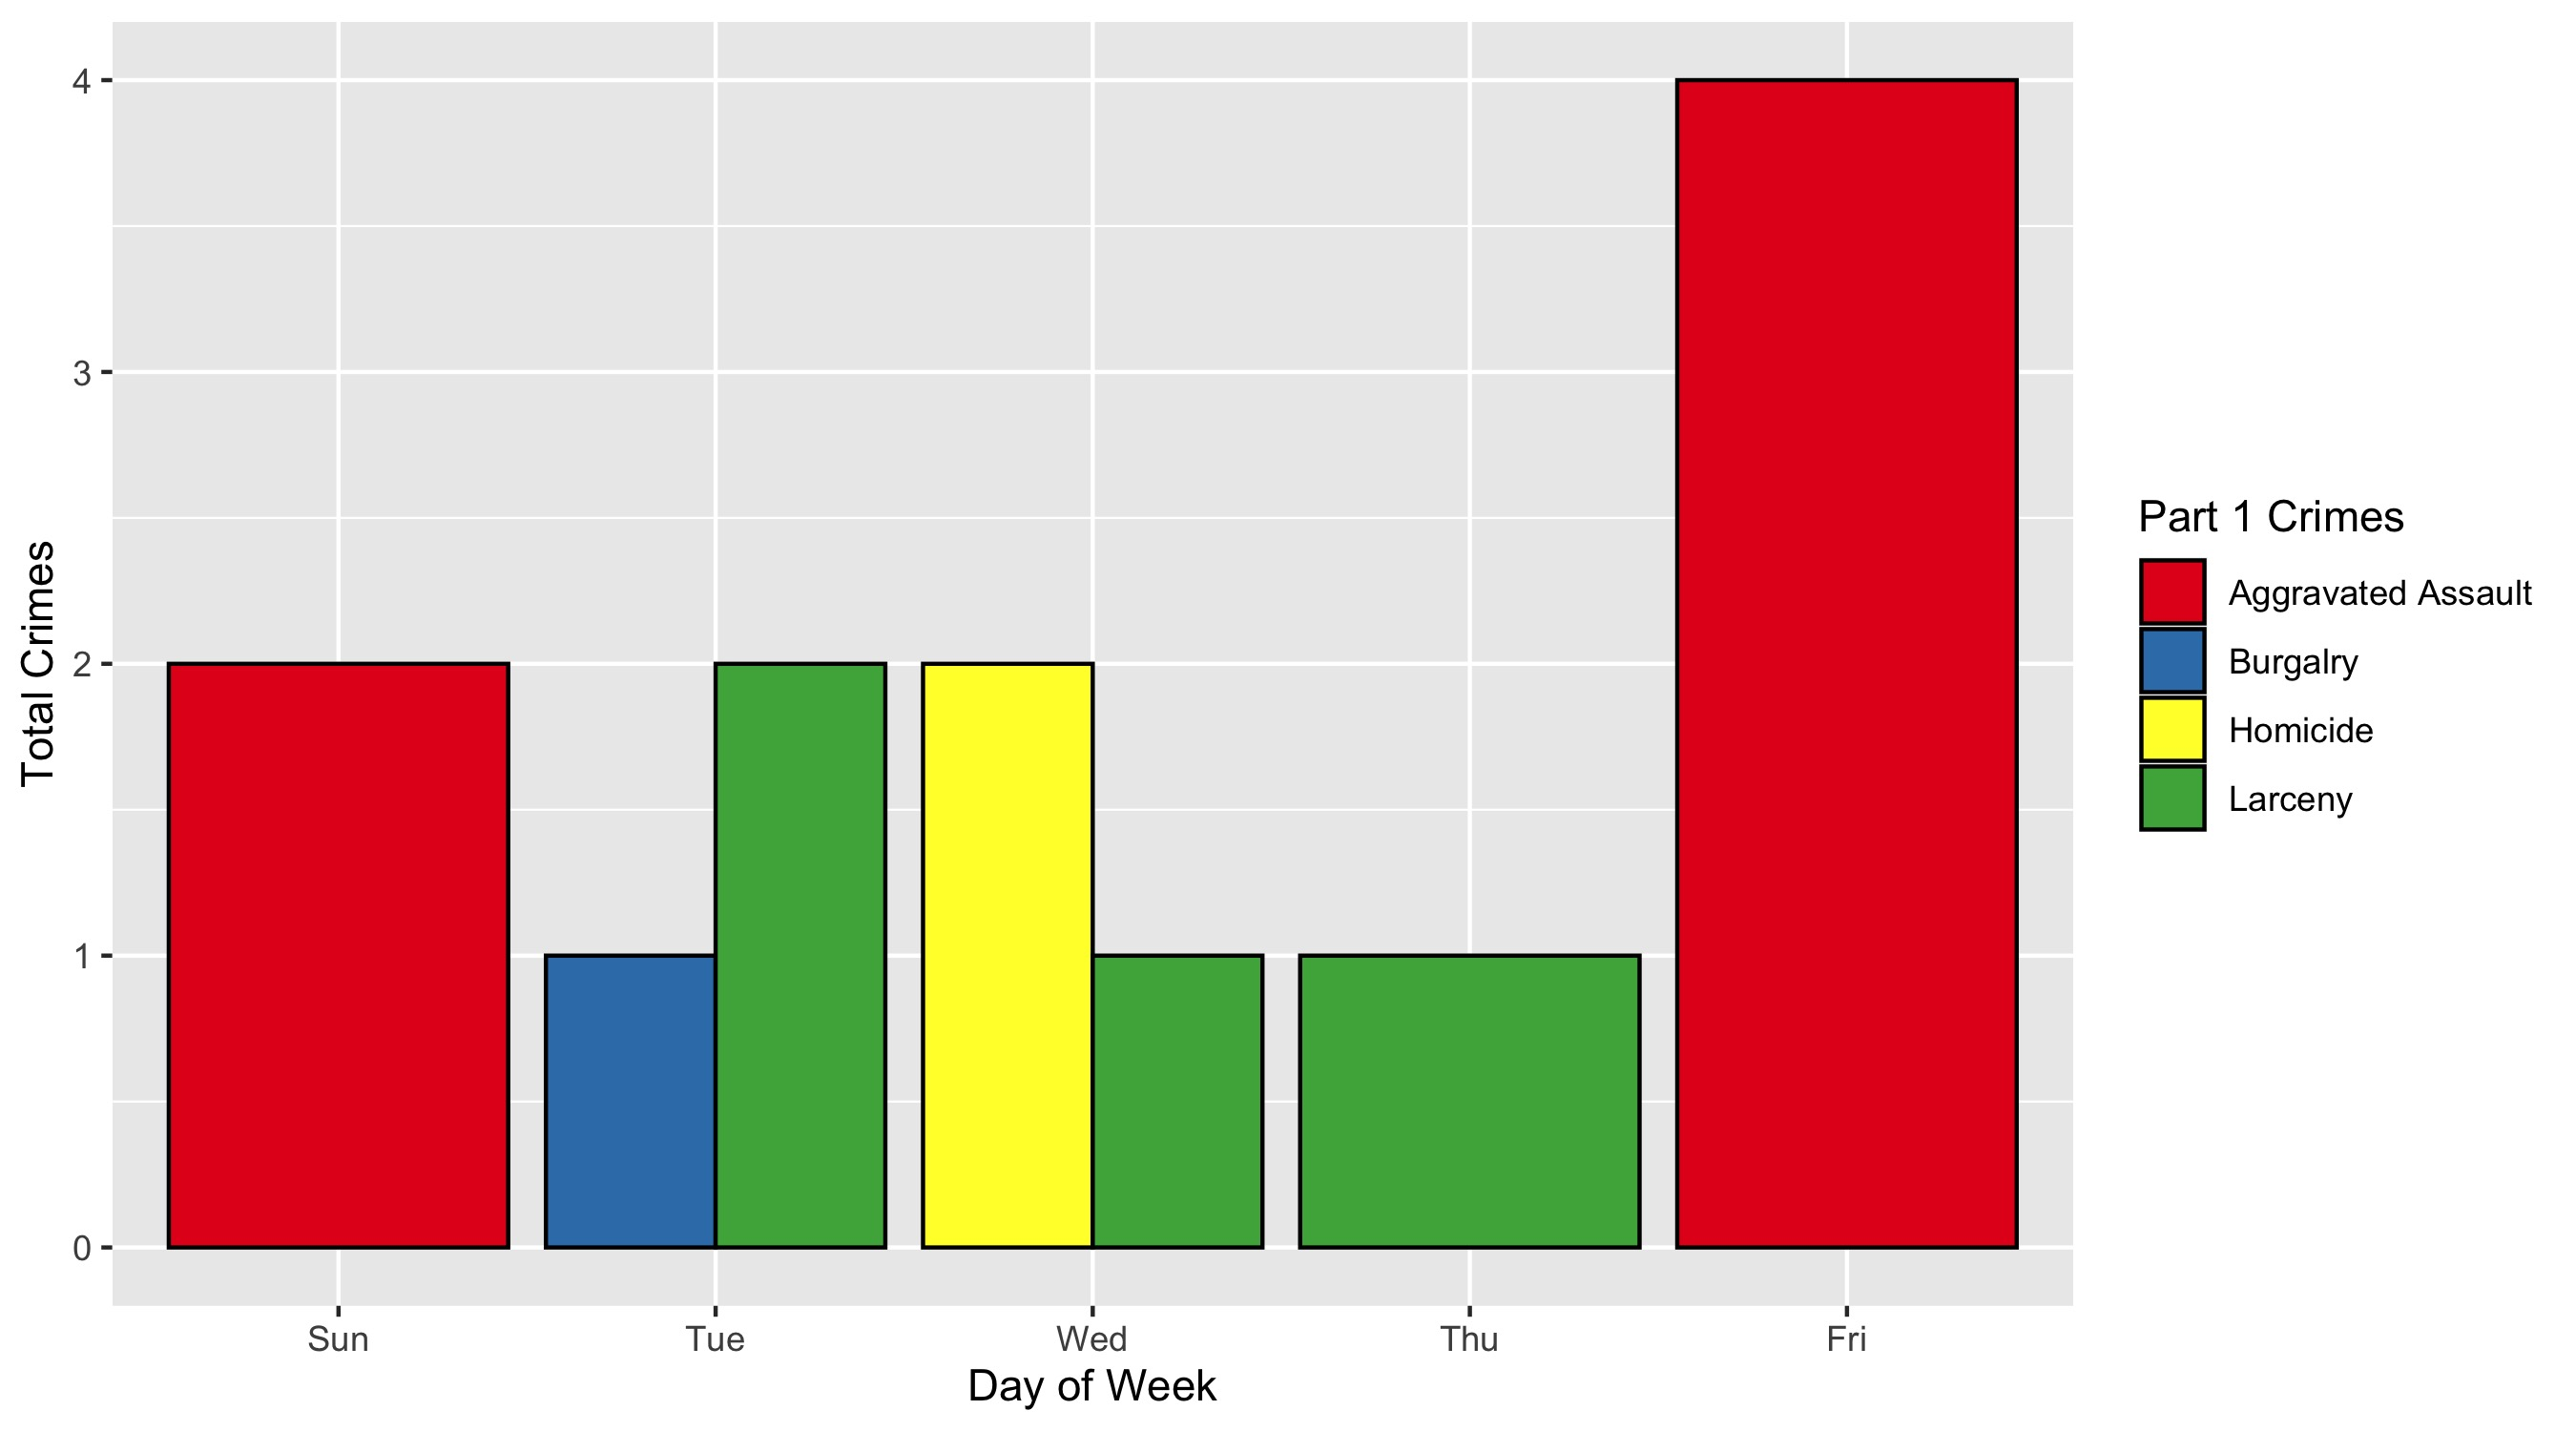 4
3
2
1
0
Total Crimes
Sun Tue Wed Thu Fri
Day of Week
Part 1 Crimes
Aggravated Assault
Burgalry
Homicide
Larceny